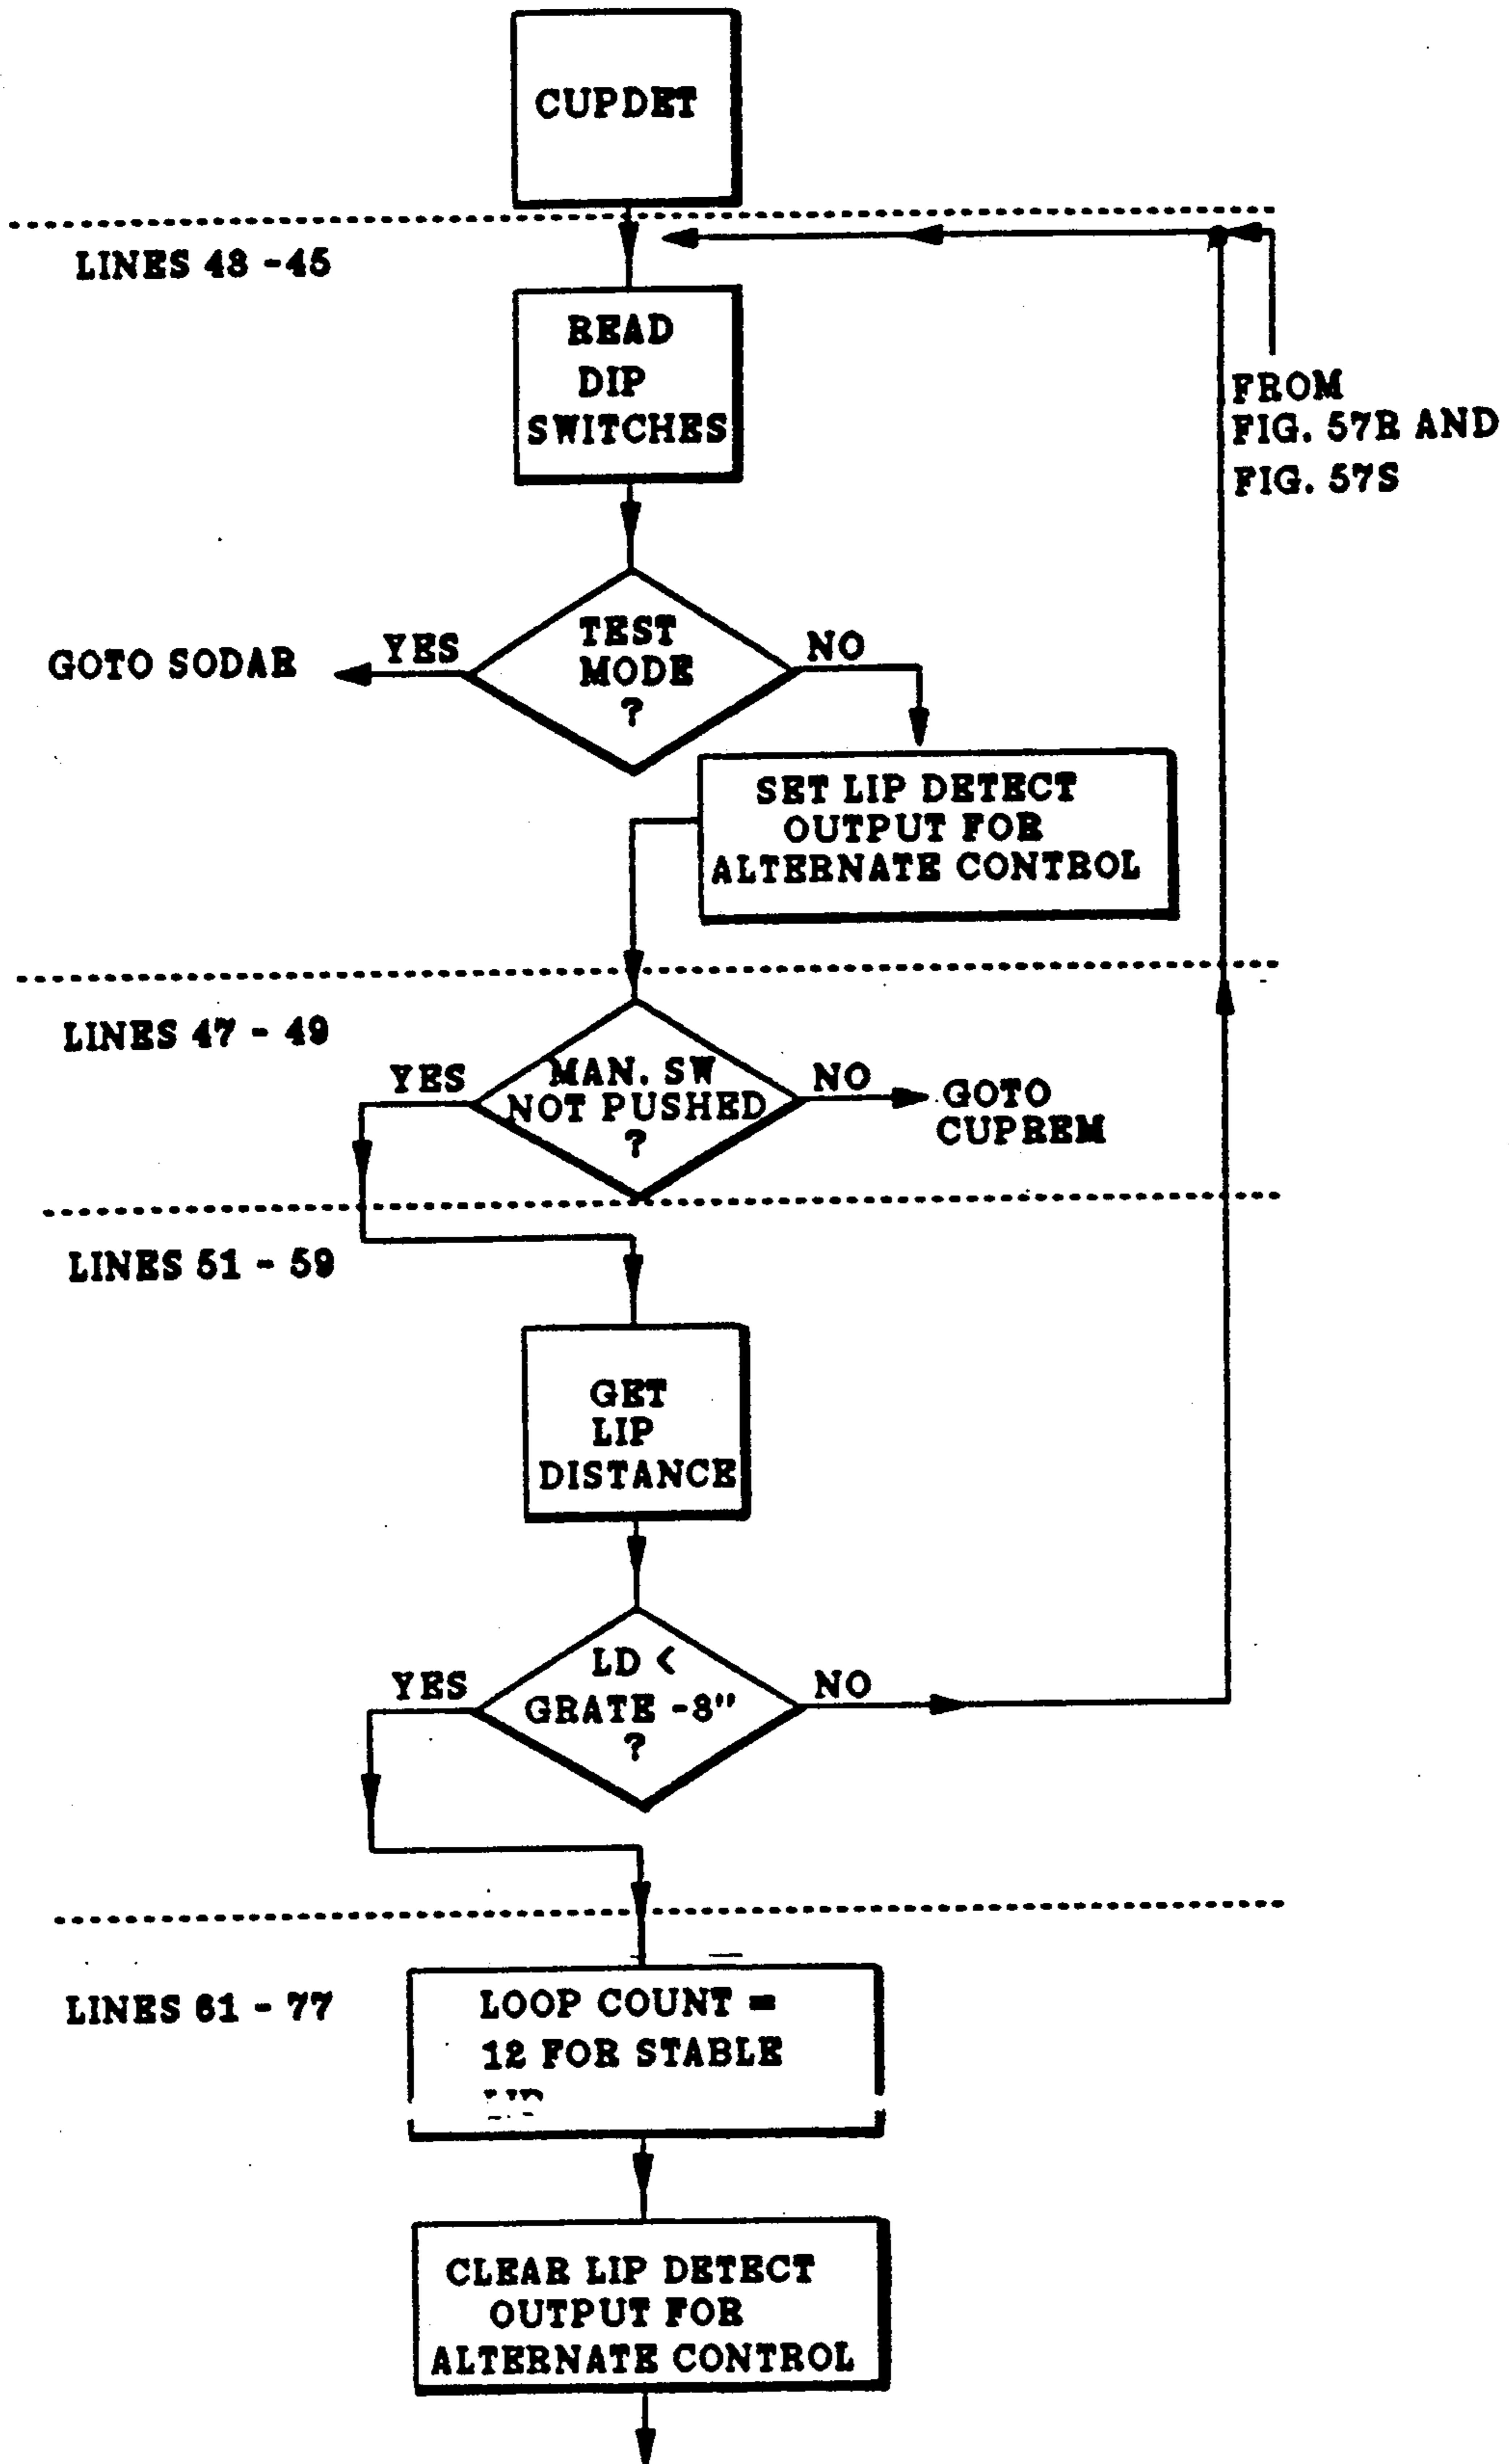 CUPDET
LINES 43 - 45
READ
DIP
SWITCHES
FROM
FIG. 57R AND
FIG. 57S
TEST
MODE
?
YES
NO
GOTO SODAR
SET LIP DETECT
OUTPUT FOR
ALTERNATE CONTROL
LINES 47 - 49
MAN. SW
NOT PUSHED
?
YES
NO
GOTO
CUPREM
LINES 51 - 59
GET
LIP
DISTANCE
LD <
GRATE -3"
?
YES
NO
LINES 61 - 77
LOOP COUNT =
12 FOR STABLE
CLEAR LIP DETECT
OUTPUT FOR
ALTERNATE CONTROL